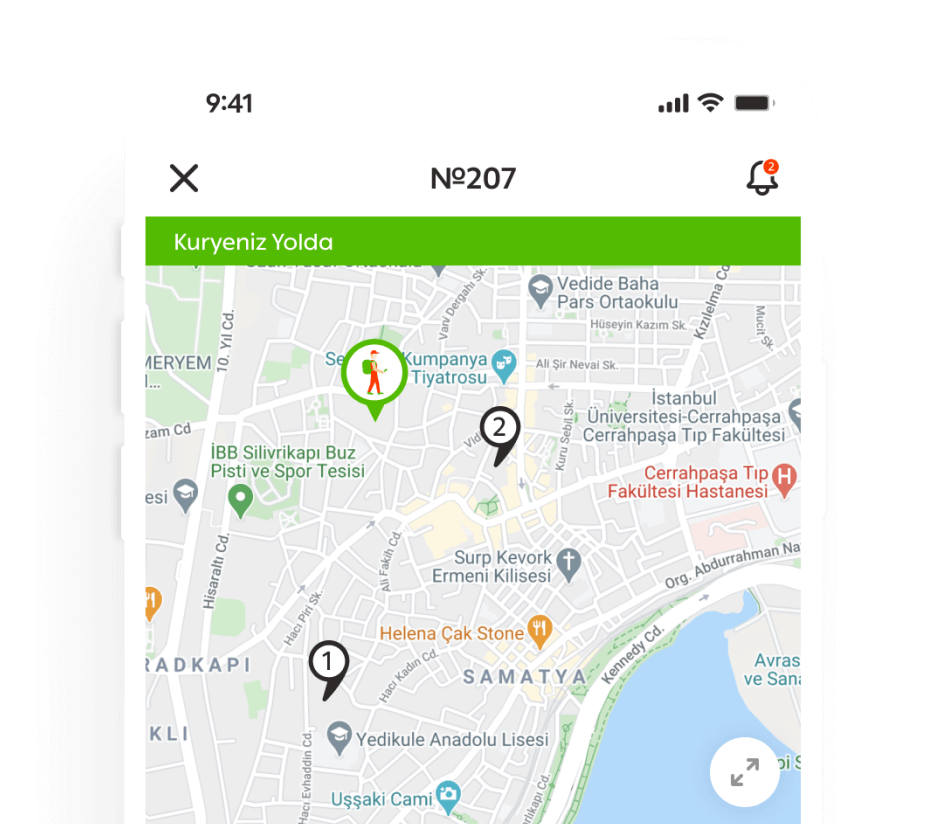 9:41
№207
2
Kuryeniz Yolda
Vedide Baha
Pars Ortaokulu
Vani Dergahı Sk.
Kızılelma Cd
Hüseyin Kazım Sk.
Mucit Sk.
10. Yıl Cd.
MERYEM
Kumpanya
Tiyatrosu
Ali Şir Nevai Sk.
İstanbul
Üniversitesi-Cerrahpaşa
Cerrahpaşa Tıp Fakültesi
2
Kuru Sebil Sk.
İBB Silivrikapı Buz
Pisti ve Spor Tesisi
Cerrahpaşa Tıp
Fakültesi Hastanesi
H
Ali Fakih Cd.
Hisaraltı Cd.
Surp Kevork
Ermeni Kilisesi
Org. Abdurrahman Na
Hacı Piri Sk.
Helena Çak Stone
Kennedy Cd.
1
Hacı Kadın Cd.
SAMATYA
RADKAPI
Avras
ve Sana
KLI
Yedikule Anadolu Lisesi
Hacı Evhaddin Cd.
Uşşaki Cami